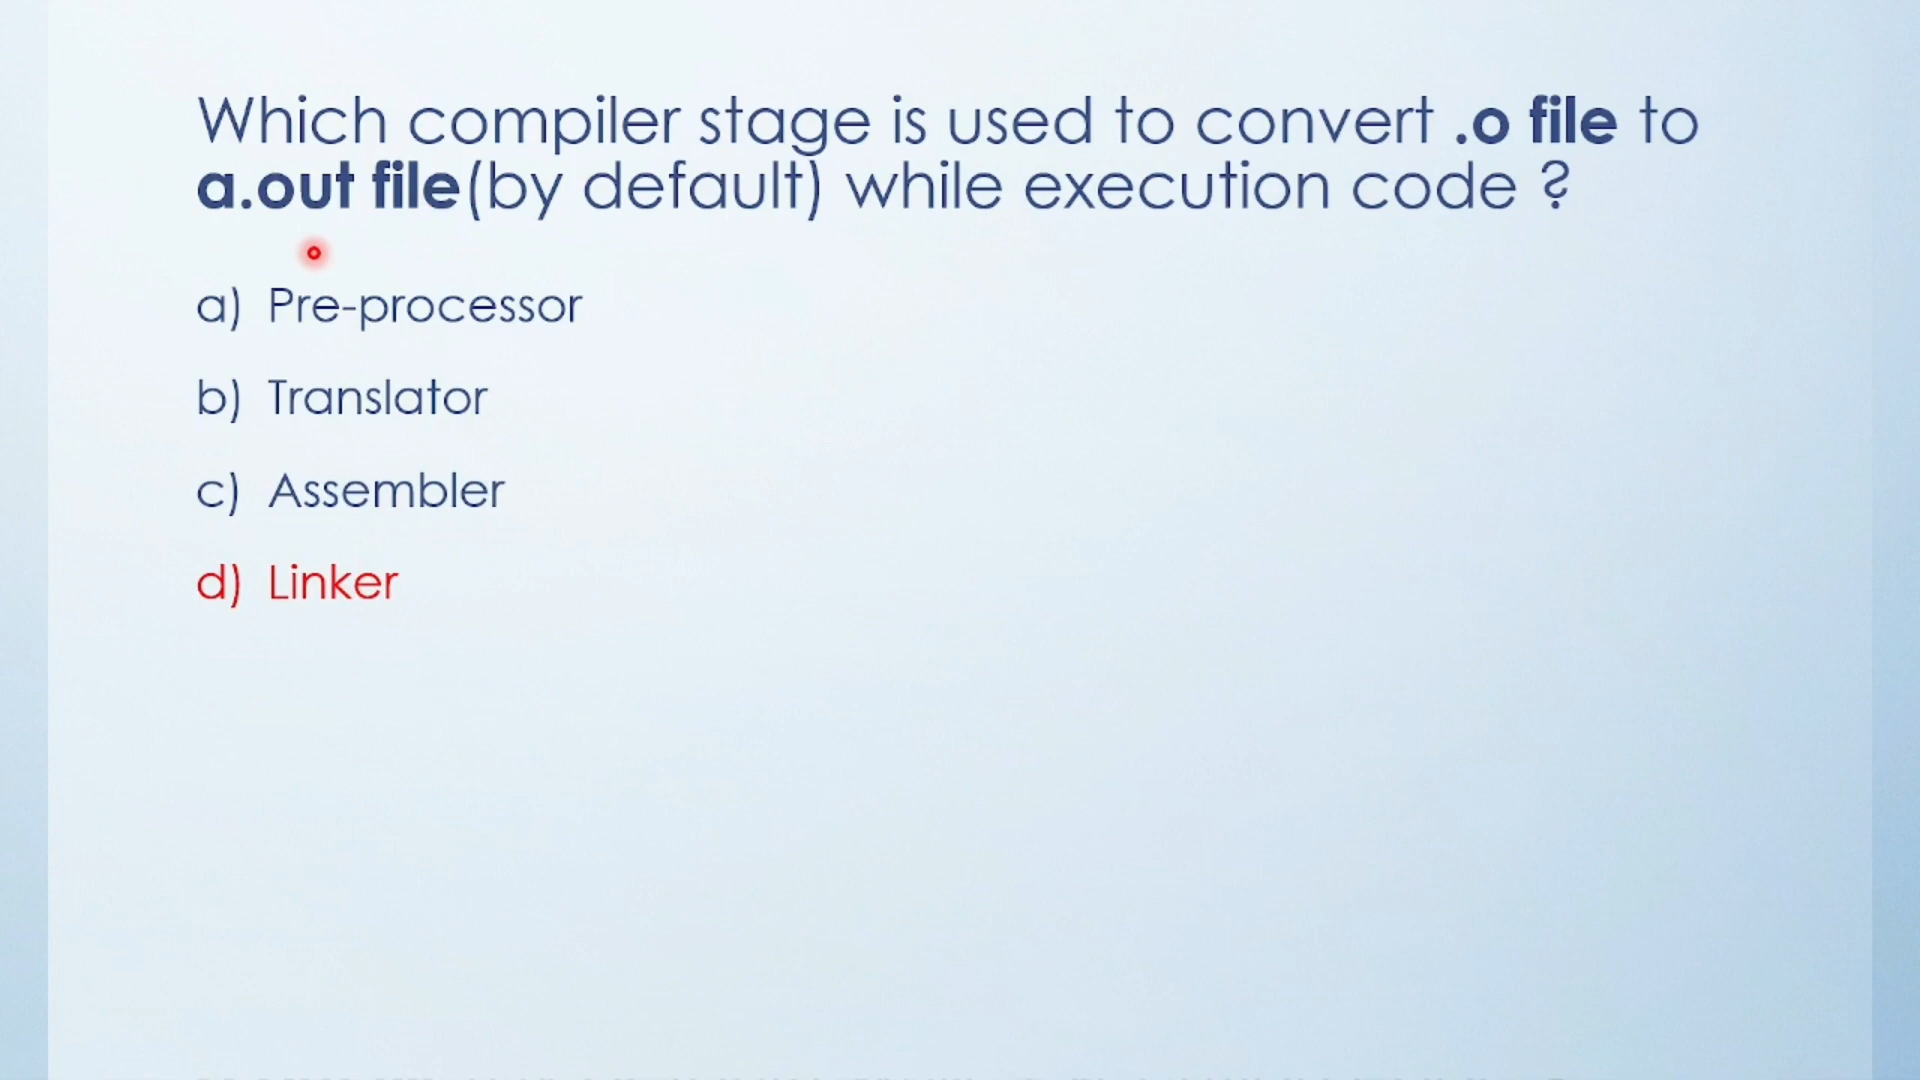 Which compiler stage is used to convert .o file to
a.out file(by default) while execution code ?
a) Pre-processor
b) Translator
c) Assembler
d) Linker